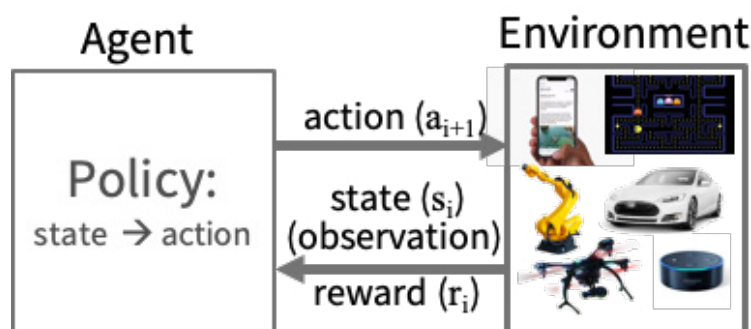 Agent
Environment
action (aᵢ₊₁)
Policy:
state → action
state (sᵢ)
(observation)
reward (rᵢ)